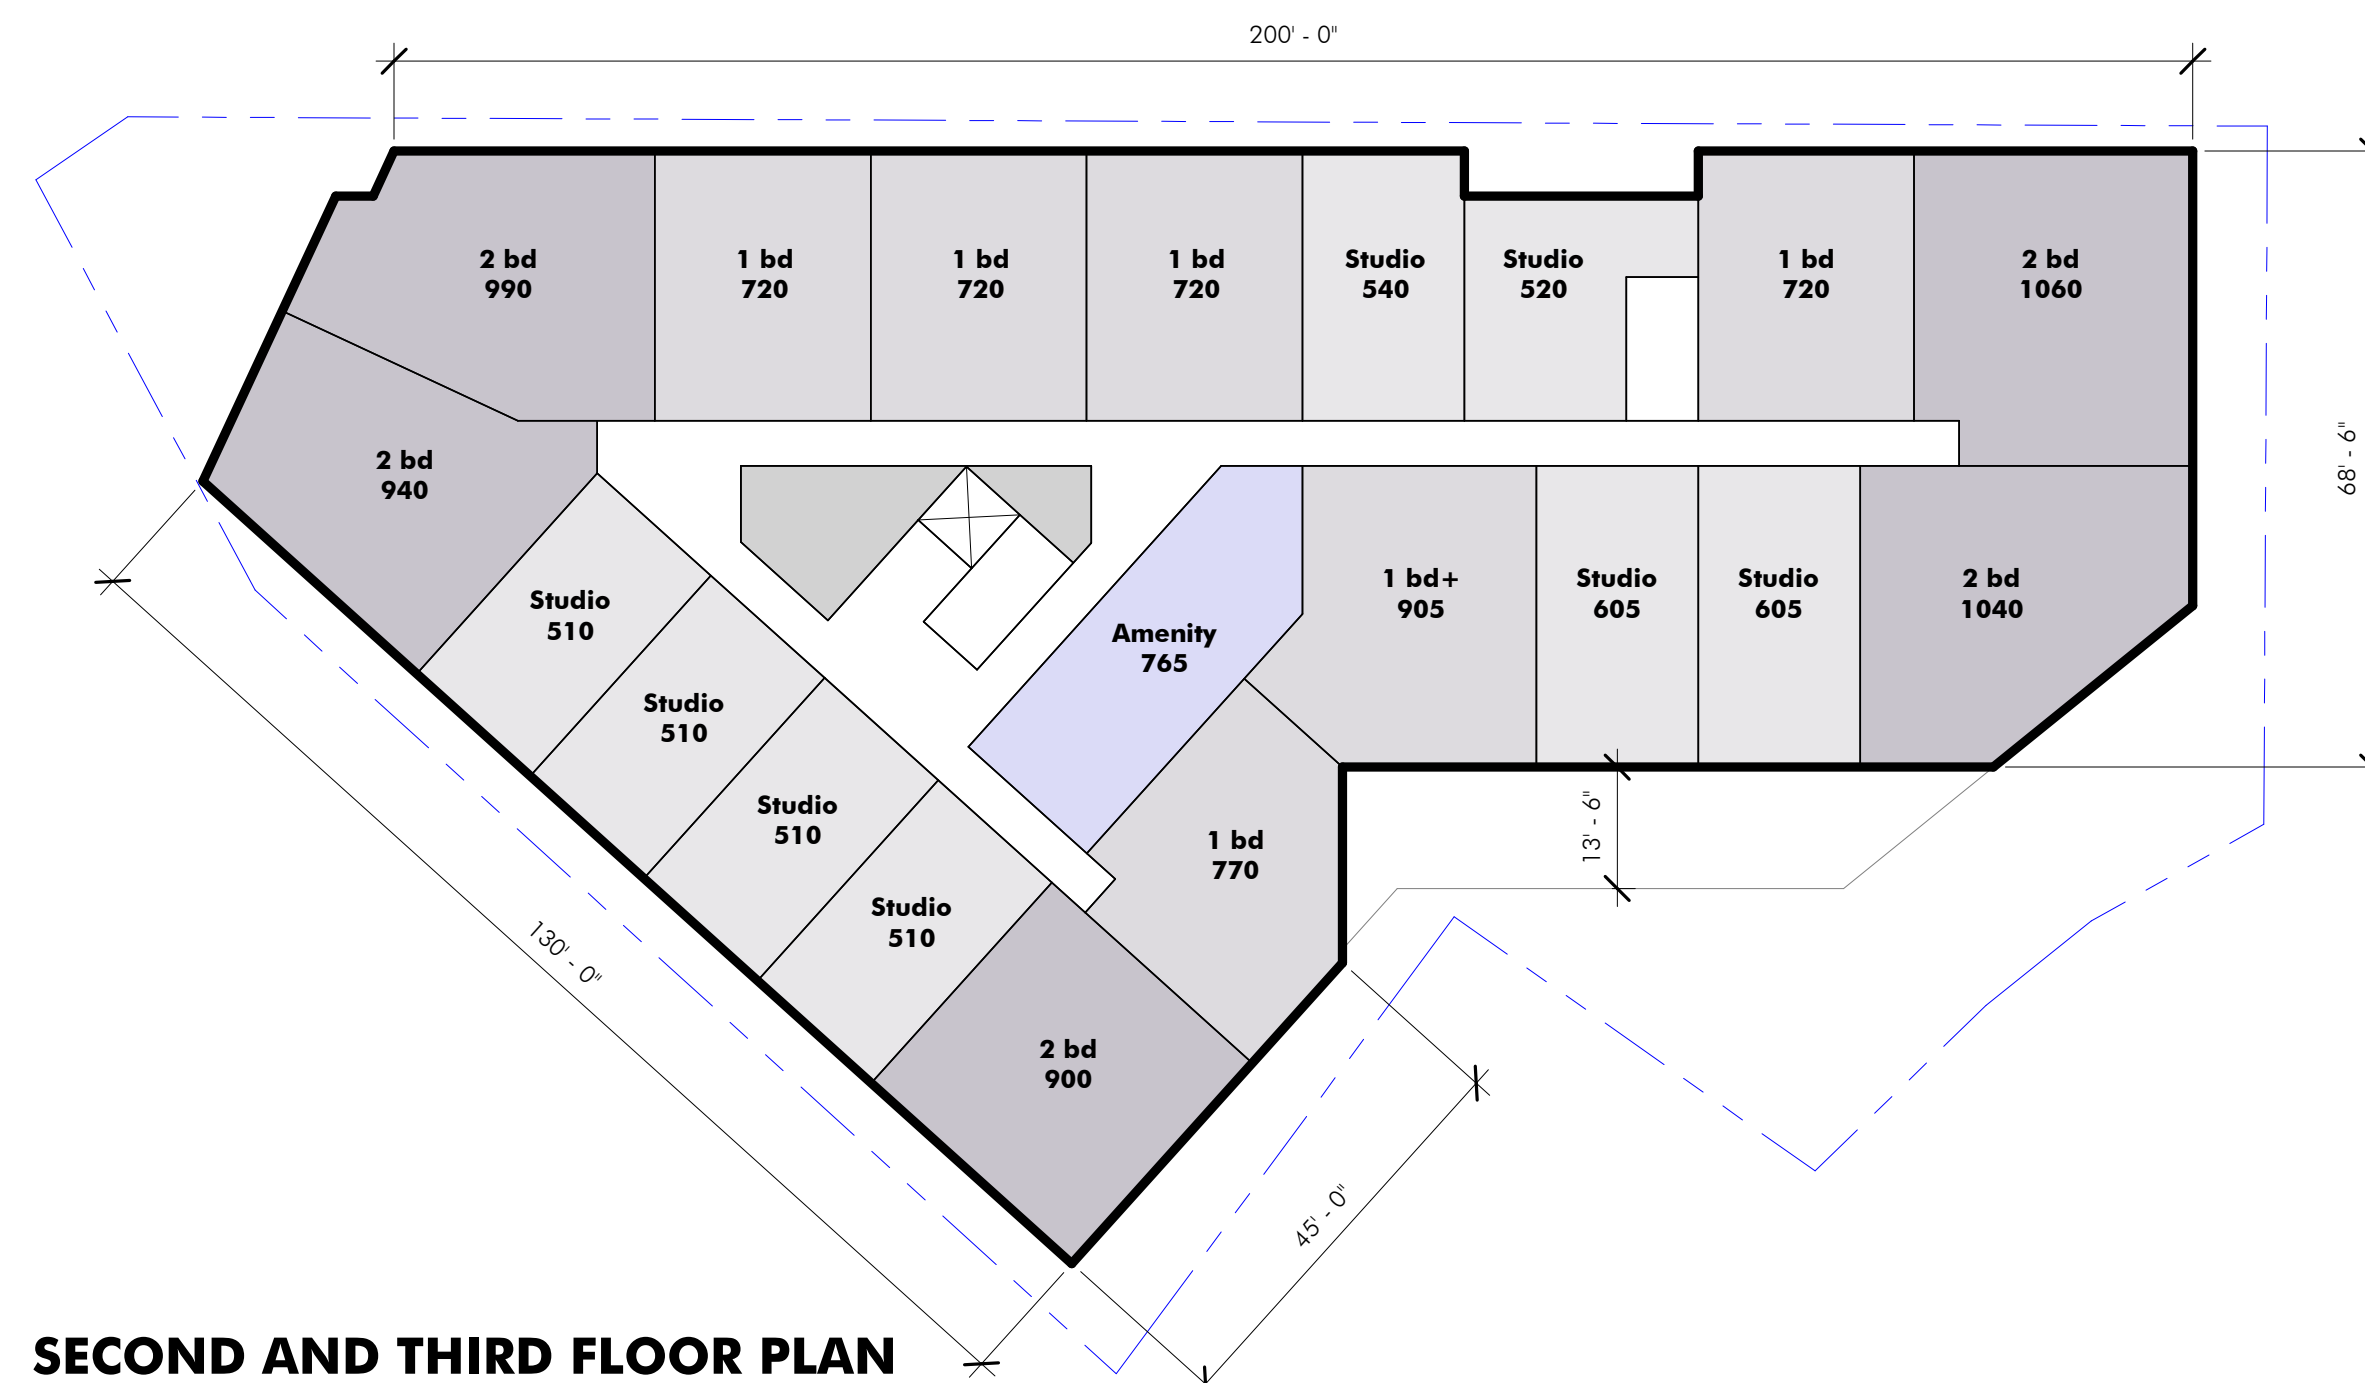 200' - 0"
2 bd
990
1 bd
720
1 bd
720
1 bd
720
Studio
540
Studio
520
1 bd
720
2 bd
1060
68' - 6"
2 bd
940
Studio
510
Studio
510
Studio
510
Studio
510
2 bd
900
Amenity
765
1 bd
770
1 bd+
905
Studio
605
Studio
605
2 bd
1040
13' - 6"
130' - 0"
45' - 0"
SECOND AND THIRD FLOOR PLAN